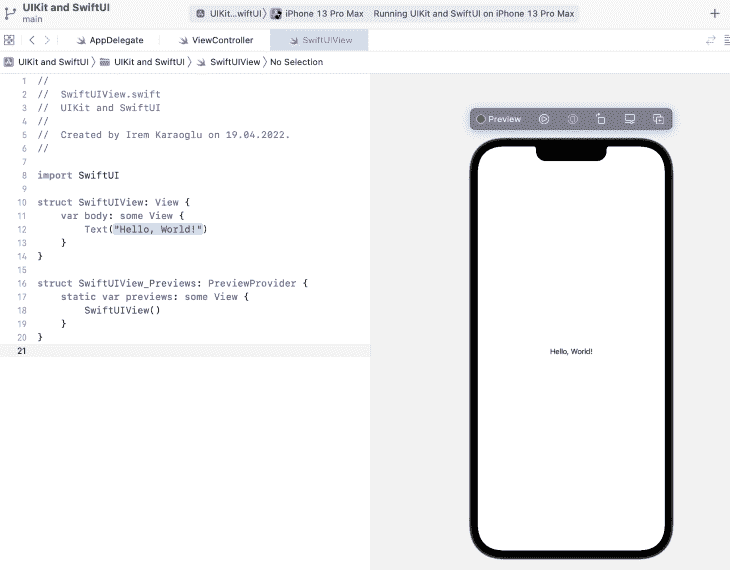 UIKit and SwiftUI
main
UIKit...wiftUI) iPhone 13 Pro Max Running UIKit and SwiftUI on iPhone 13 Pro Max
AppDelegate ViewController SwiftUIView
UIKit and SwiftUI UIKit and SwiftUI SwiftUIView No Selection
1 //
2 //  SwiftUIView.swift
3 //  UIKit and SwiftUI
4 //
5 //  Created by Irem Karaoglu on 19.04.2022.
6 //
7
8 import SwiftUI
9
10 struct SwiftUIView: View {
11     var body: some View {
12         Text("Hello, World!")
13     }
14 }
15
16 struct SwiftUIView_Previews: PreviewProvider {
17     static var previews: some View {
18         SwiftUIView()
19     }
20 }
21
Preview
Hello, World!